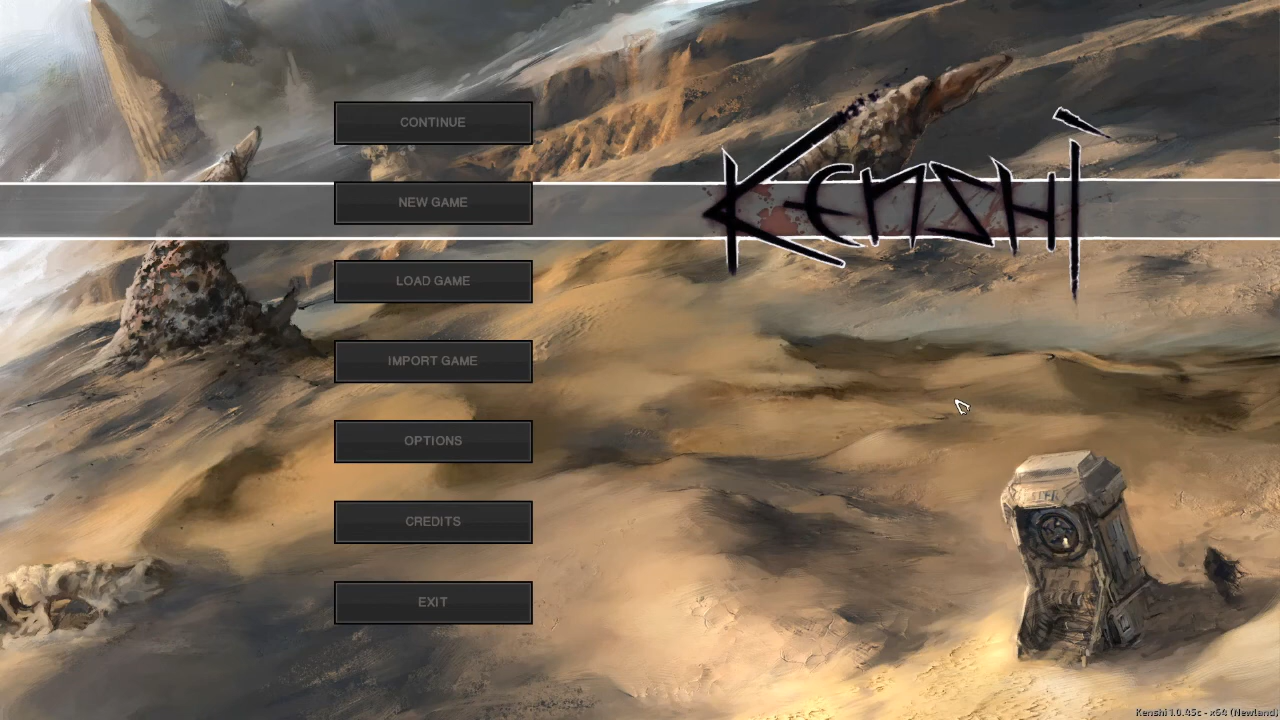 CONTINUE
NEW GAME
KENSHI
LOAD GAME
IMPORT GAME
OPTIONS
CREDITS
EXIT
Kenshi 1.0.45c - x64 (Newland)